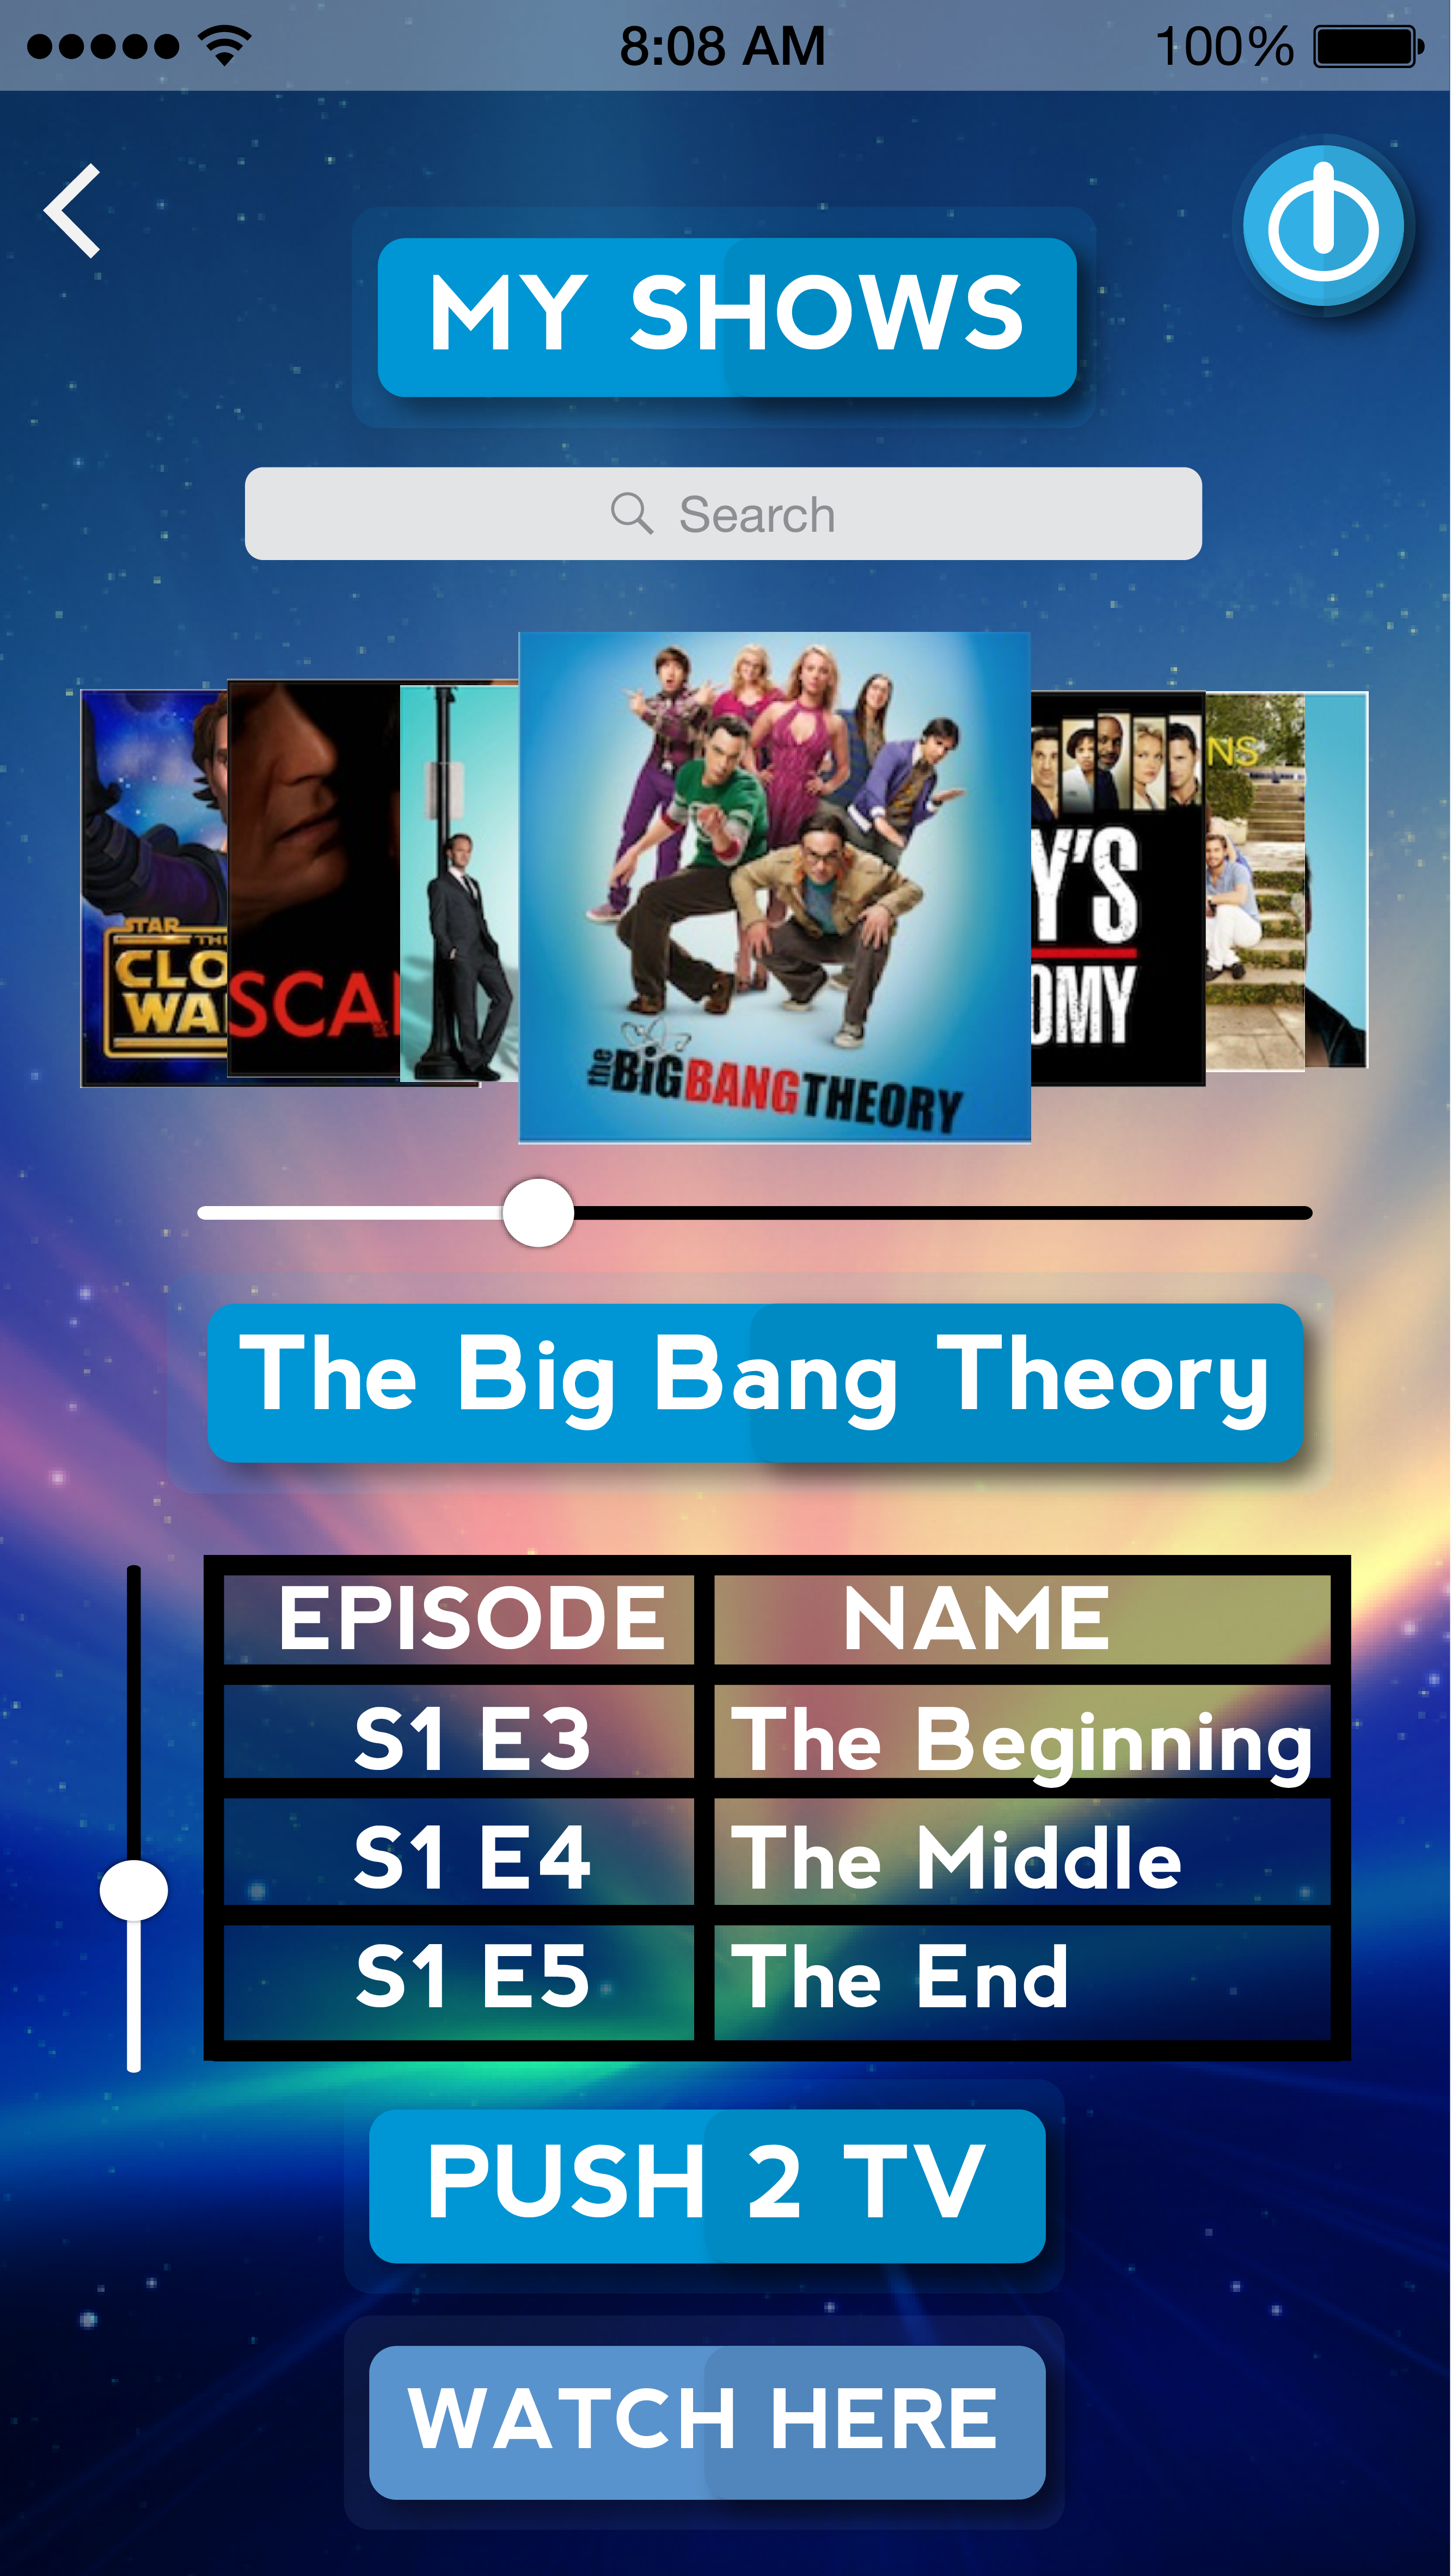 8:08 AM 100%
MY SHOWS
Search
STAR
THE
CLO
WA
SCA
the BiG BANG THEORY
Y'S
OMY
NS
The Big Bang Theory
EPISODE NAME
S1 E3 The Beginning
S1 E4 The Middle
S1 E5 The End
PUSH 2 TV
WATCH HERE